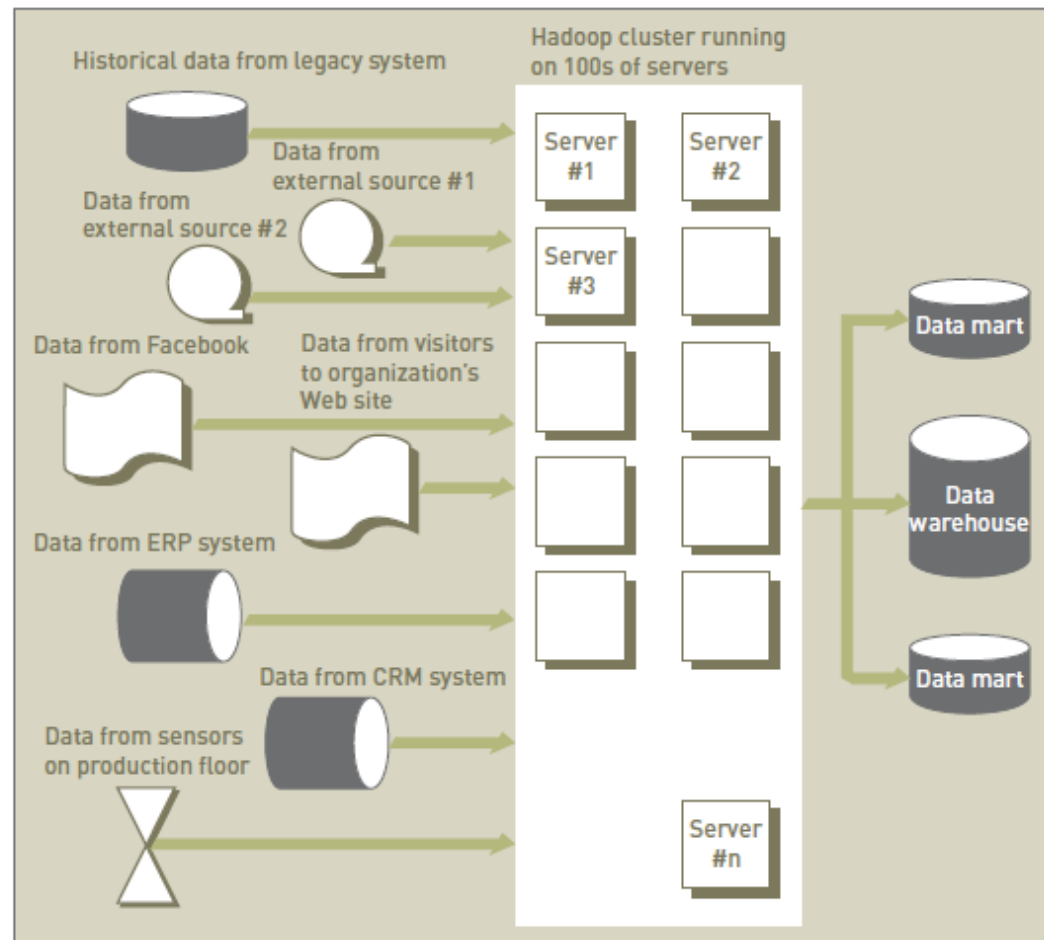 Historical data from legacy system
Hadoop cluster running
on 100s of servers
Data from
external source #1
Data from
external source #2
Data from Facebook
Data from visitors
to organization's
Web site
Data from ERP system
Data from CRM system
Data from sensors
on production floor
Server
#1
Server
#2
Server
#3
Server
#n
Data mart
Data
warehouse
Data mart